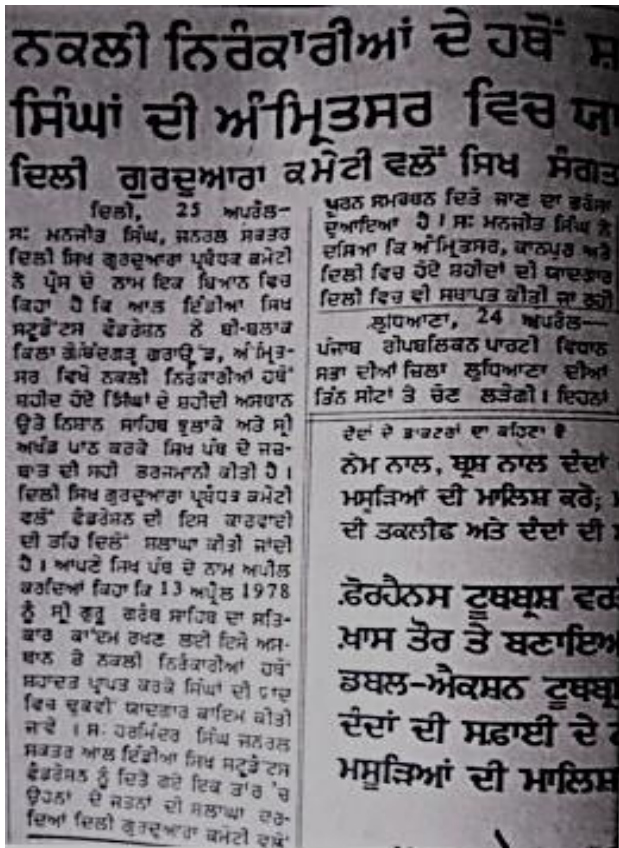 ਨਕਲੀ ਨਿਰੰਕਾਰੀਆਂ ਦੇ ਹਥੋਂ ਸ਼
ਸਿੰਘਾਂ ਦੀ ਅੰਮ੍ਰਿਤਸਰ ਵਿਚ ਯਾ
ਦਿਲੀ ਗੁਰਦੁਆਰਾ ਕਮੇਟੀ ਵਲੋਂ ਸਿਖ ਸੰਗਤ
ਦਿਲੀ, 25 ਅਪਰੈਲ—
ਸ: ਮਨਜੀਤ ਸਿੰਘ, ਜਨਰਲ ਸਕਤਰ
ਦਿਲੀ ਸਿਖ ਗੁਰਦੁਆਰਾ ਪ੍ਰਬੰਧਕ ਕਮੇਟੀ
ਨੇ ਪ੍ਰੈਸ ਦੇ ਨਾਮ ਇਕ ਬਿਆਨ ਵਿਚ
ਕਿਹਾ ਹੈ ਕਿ ਆਲ ਇੰਡੀਆ ਸਿਖ
ਸਟੂਡੈਂਟਸ ਫੈਡਰੇਸ਼ਨ ਨੇ ਬੀ-ਬਲਾਕ
ਕਿਲਾ ਗੋਬਿੰਦਗੜ੍ਹ ਗਰਾਊਂਡ, ਅੰਮ੍ਰਿਤ-
ਸਰ ਵਿਖੇ ਨਕਲੀ ਨਿਰੰਕਾਰੀਆਂ ਹਥੋਂ
ਸ਼ਹੀਦ ਹੋਏ ਸਿੰਘਾਂ ਦੇ ਸ਼ਹੀਦੀ ਅਸਥਾਨ
ਉਤੇ ਨਿਸ਼ਾਨ ਸਾਹਿਬ ਝੁਲਾਕੇ ਅਤੇ ਸ੍ਰੀ
ਅਖੰਡ ਪਾਠ ਕਰਕੇ ਸਿਖ ਪੰਥ ਦੇ ਜਜ਼-
ਬਾਤ ਦੀ ਸਹੀ ਤਰਜਮਾਨੀ ਕੀਤੀ ਹੈ ।
ਦਿਲੀ ਸਿਖ ਗੁਰਦੁਆਰਾ ਪ੍ਰਬੰਧਕ ਕਮੇਟੀ
ਵਲੋਂ ਫੈਡਰੇਸ਼ਨ ਦੀ ਇਸ ਕਾਰਵਾਈ
ਦੀ ਤਹਿ ਦਿਲੋਂ ਸ਼ਲਾਘਾ ਕੀਤੀ ਜਾਂਦੀ
ਹੈ । ਆਪਣੇ ਸਿਖ ਪੰਥ ਦੇ ਨਾਮ ਅਪੀਲ
ਕਰਦਿਆਂ ਕਿਹਾ ਕਿ 13 ਅਪ੍ਰੈਲ 1978
ਨੂੰ ਸ੍ਰੀ ਗੁਰੂ ਗਰੰਥ ਸਾਹਿਬ ਦਾ ਸਤਿ-
ਕਾਰ ਕਾਇਮ ਰਖਣ ਲਈ ਇਸੇ ਅਸ-
ਥਾਨ ਤੇ ਨਕਲੀ ਨਿਰੰਕਾਰੀਆਂ ਹਥੋਂ
ਸ਼ਹਾਦਤ ਪ੍ਰਾਪਤ ਕਰਕੇ ਸਿੰਘਾਂ ਦੀ ਯਾਦ
ਵਿਚ ਢੁਕਵੀਂ ਯਾਦਗਾਰ ਕਾਇਮ ਕੀਤੀ
ਜਾਵੇ । ਸ: ਹਰਮਿੰਦਰ ਸਿੰਘ ਜਨਰਲ
ਸਕਤਰ ਆਲ ਇੰਡੀਆ ਸਿਖ ਸਟੂਡੈਂਟਸ
ਫੈਡਰੇਸ਼ਨ ਨੂੰ ਦਿਤੇ ਗਏ ਇਕ ਤਾਰ 'ਚ
ਉਹਨਾਂ ਦੇ ਜਤਨਾਂ ਦੀ ਸ਼ਲਾਘਾ ਕਰ-
ਦਿਆਂ ਦਿਲੀ ਗੁਰਦੁਆਰਾ ਕਮੇਟੀ ਵਲੋਂ
ਪੂਰਨ ਸਮਰਥਨ ਦਿਤੇ ਜਾਣ ਦਾ ਭਰੋਸਾ
ਦੁਆਇਆ ਹੈ । ਸ: ਮਨਜੀਤ ਸਿੰਘ ਨੇ
ਦਸਿਆ ਕਿ ਅੰਮ੍ਰਿਤਸਰ, ਕਾਨਪੁਰ ਅਤੇ
ਦਿਲੀ ਵਿਚ ਹੋਏ ਸ਼ਹੀਦਾਂ ਦੀ ਯਾਦਗਾਰ
ਦਿਲੀ ਵਿਚ ਵੀ ਸਥਾਪਤ ਕੀਤੀ ਜਾ ਰਹੀ
ਲੁਧਿਆਣਾ, 24 ਅਪਰੈਲ—
ਪੰਜਾਬ ਰੀਪਬਲਿਕਨ ਪਾਰਟੀ ਵਿਧਾਨ
ਸਭਾ ਦੀਆਂ ਜ਼ਿਲਾ ਲੁਧਿਆਣਾ ਦੀਆਂ
ਤਿੰਨ ਸੀਟਾਂ ਤੇ ਚੋਣ ਲੜੇਗੀ । ਇਹਨਾਂ
ਦੰਦਾਂ ਦੇ ਡਾਕਟਰਾਂ ਦਾ ਕਹਿਣਾ ਹੈ
ਨੇਮ ਨਾਲ, ਬ੍ਰਸ਼ ਨਾਲ ਦੰਦਾਂ
ਮਸੂੜਿਆਂ ਦੀ ਮਾਲਿਸ਼ ਕਰੋ;
ਦੀ ਤਕਲੀਫ ਅਤੇ ਦੰਦਾਂ ਦੀ
ਫ਼ੋਰਹੈਨਸ ਟੂਥਬ੍ਰਸ਼ ਵਰ
ਖ਼ਾਸ ਤੋਰ ਤੇ ਬਣਾਇਆ
ਡਬਲ-ਐਕਸ਼ਨ ਟੂਥਬ੍ਰ
ਦੰਦਾਂ ਦੀ ਸਫ਼ਾਈ ਦੇ
ਮਸੂੜਿਆਂ ਦੀ ਮਾਲਿਸ਼